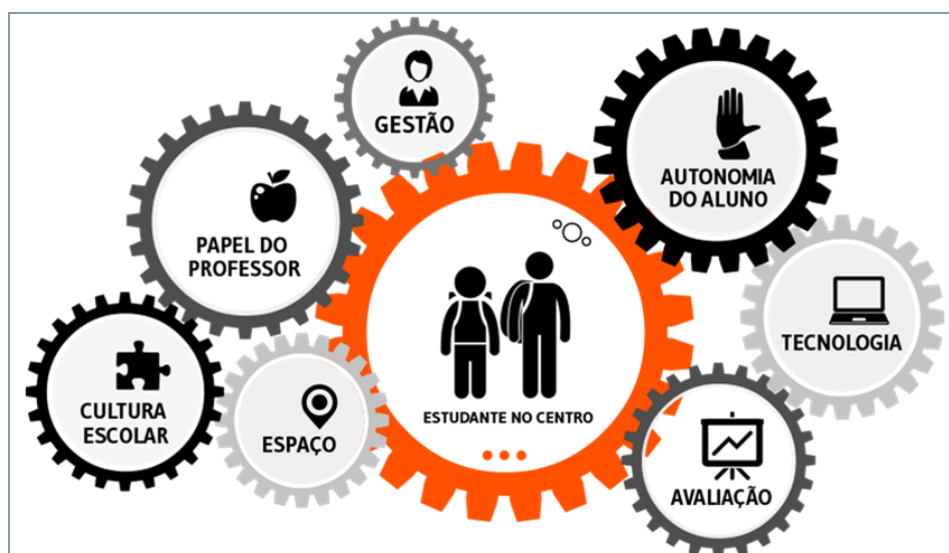 GESTÃO
AUTONOMIA
DO ALUNO
PAPEL DO
PROFESSOR
TECNOLOGIA
CULTURA
ESCOLAR
ESPAÇO
ESTUDANTE NO CENTRO
AVALIAÇÃO